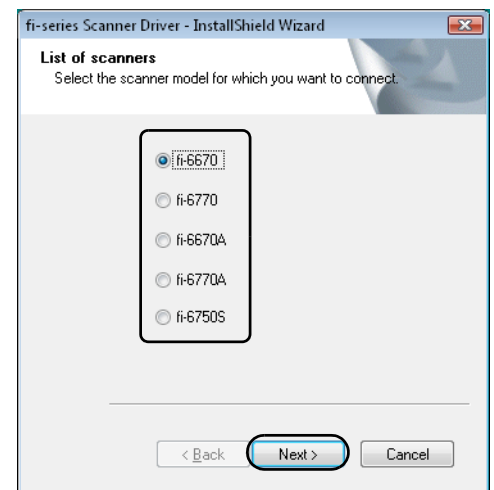 fi-series Scanner Driver - InstallShield Wizard
List of scanners
Select the scanner model for which you want to connect.
fi-6670
fi-6770
fi-6670A
fi-6770A
fi-6750S
< Back
Next >
Cancel